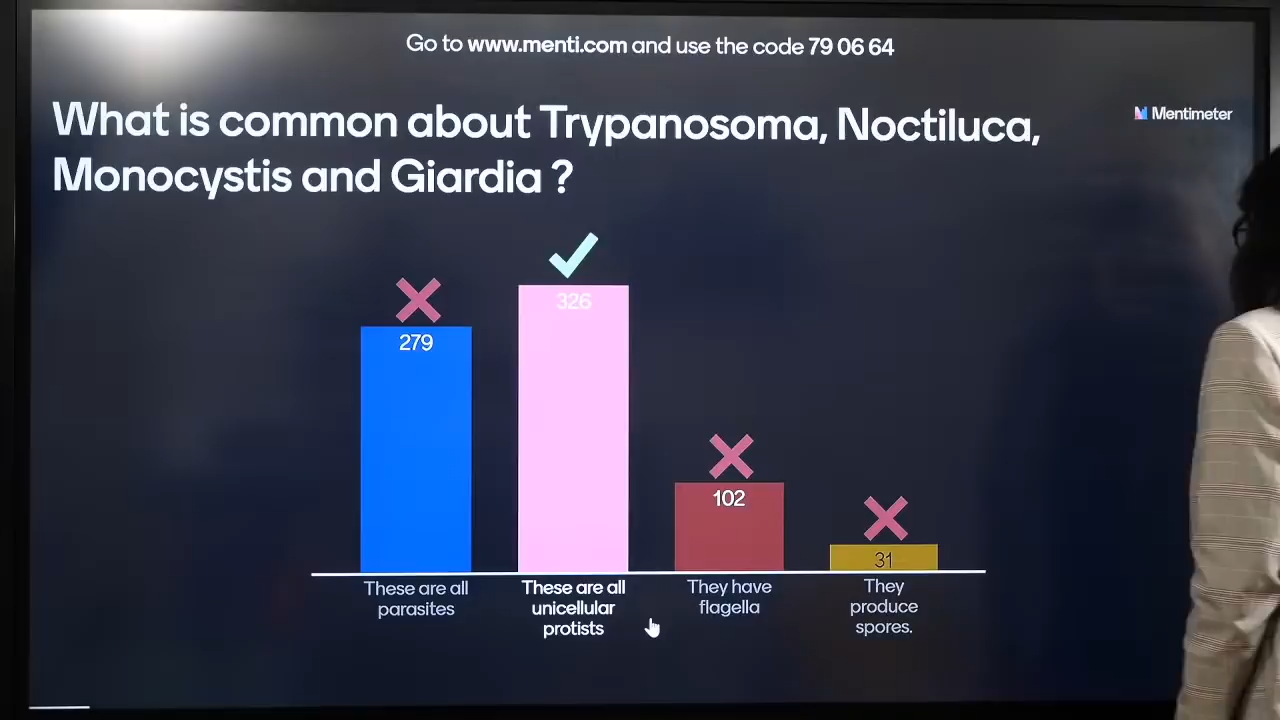 Go to www.menti.com and use the code 79 06 64
What is common about Trypanosoma, Noctiluca,
Monocystis and Giardia ?
Mentimeter
279
326
102
31
These are all
parasites
These are all
unicellular
protists
They have
flagella
They
produce
spores.